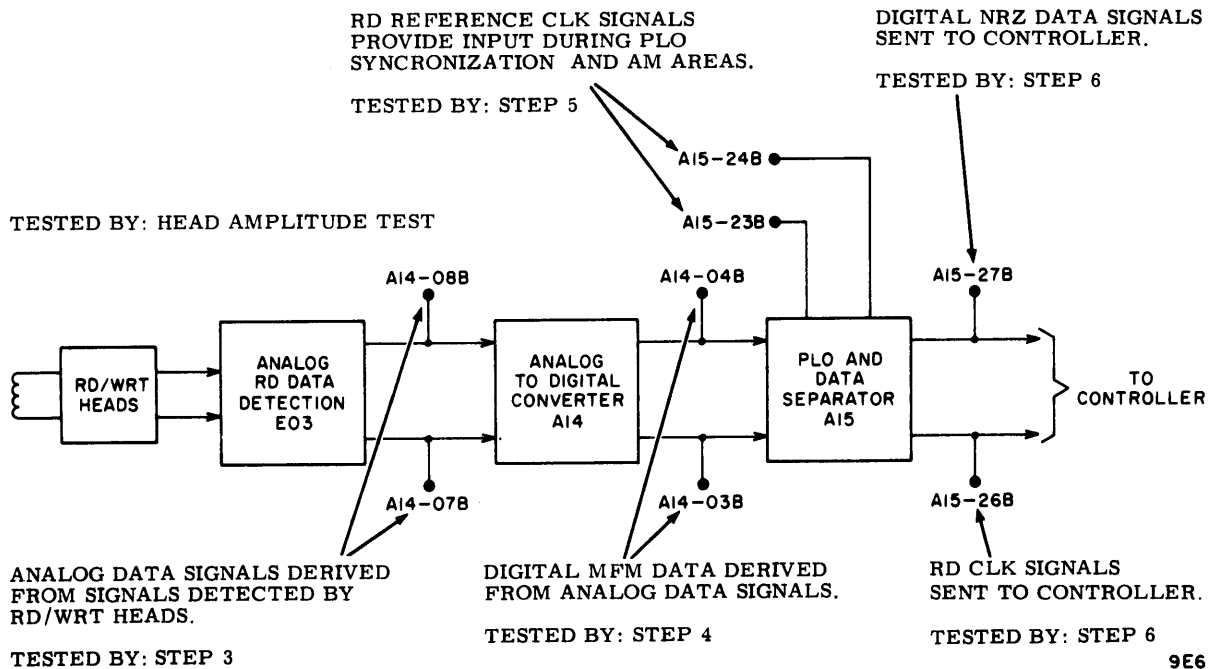 RD REFERENCE CLK SIGNALS
PROVIDE INPUT DURING PLO
SYNCRONIZATION AND AM AREAS.
TESTED BY: STEP 5
DIGITAL NRZ DATA SIGNALS
SENT TO CONTROLLER.
TESTED BY: STEP 6
A15-24B
TESTED BY: HEAD AMPLITUDE TEST
A15-23B
A14-08B
A14-04B
A15-27B
RD/WRT
HEADS
ANALOG
RD DATA
DETECTION
E03
ANALOG
TO DIGITAL
CONVERTER
A14
PLO AND
DATA
SEPARATOR
A15
TO
CONTROLLER
A14-07B
A14-03B
A15-26B
ANALOG DATA SIGNALS DERIVED
FROM SIGNALS DETECTED BY
RD/WRT HEADS.
TESTED BY: STEP 3
DIGITAL MFM DATA DERIVED
FROM ANALOG DATA SIGNALS.
TESTED BY: STEP 4
RD CLK SIGNALS
SENT TO CONTROLLER.
TESTED BY: STEP 6
9E6